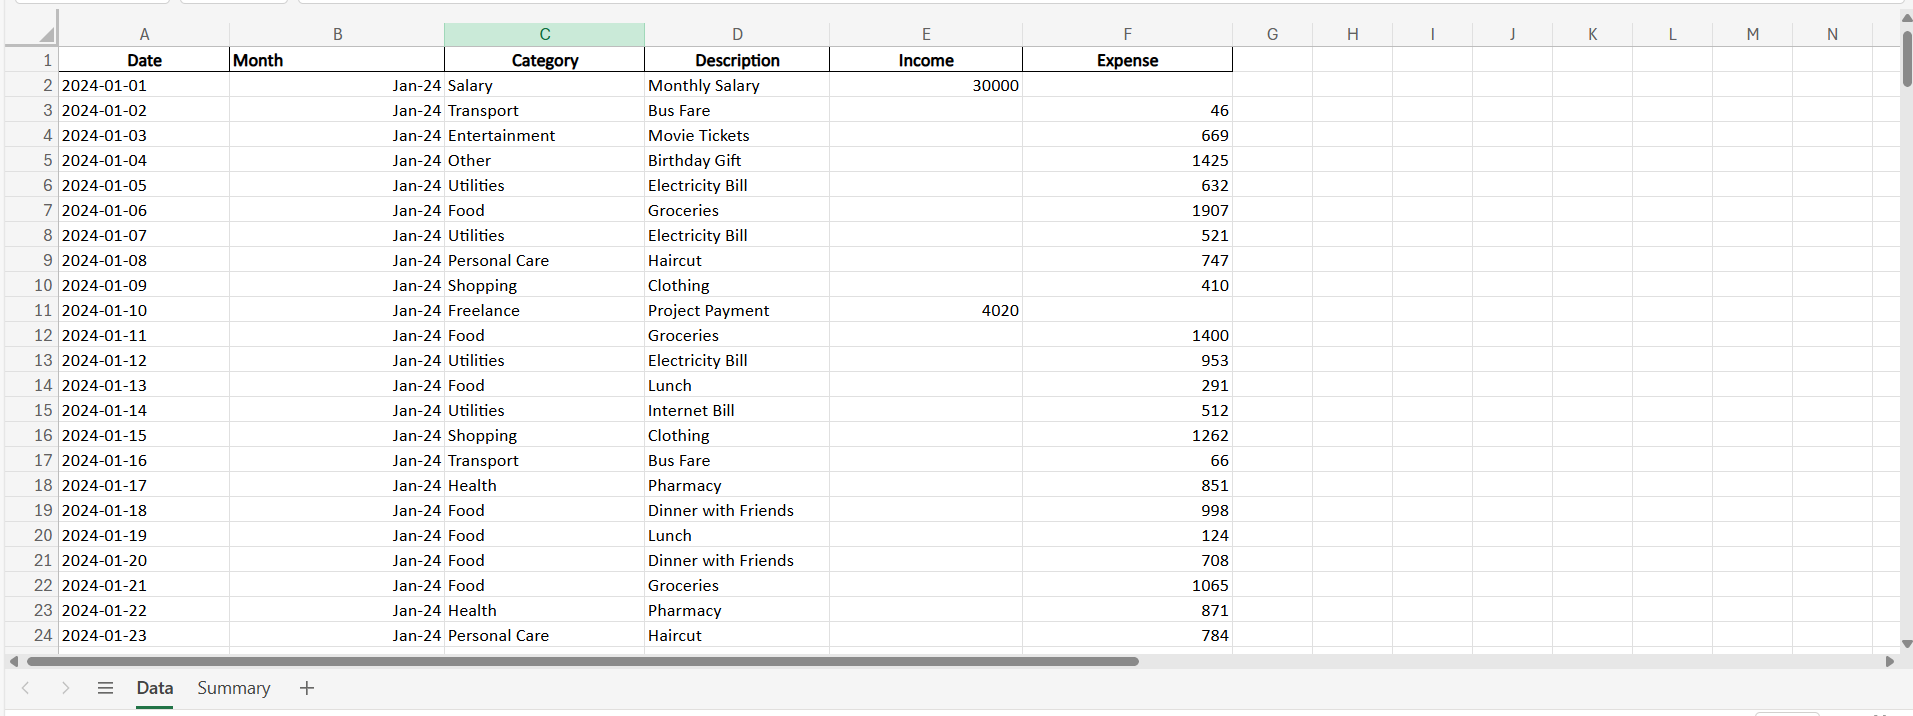 A B C D E F G H I J K L M N
1 Date Month Category Description Income Expense
2 2024-01-01 Jan-24 Salary Monthly Salary 30000
3 2024-01-02 Jan-24 Transport Bus Fare 46
4 2024-01-03 Jan-24 Entertainment Movie Tickets 669
5 2024-01-04 Jan-24 Other Birthday Gift 1425
6 2024-01-05 Jan-24 Utilities Electricity Bill 632
7 2024-01-06 Jan-24 Food Groceries 1907
8 2024-01-07 Jan-24 Utilities Electricity Bill 521
9 2024-01-08 Jan-24 Personal Care Haircut 747
10 2024-01-09 Jan-24 Shopping Clothing 410
11 2024-01-10 Jan-24 Freelance Project Payment 4020
12 2024-01-11 Jan-24 Food Groceries 1400
13 2024-01-12 Jan-24 Utilities Electricity Bill 953
14 2024-01-13 Jan-24 Food Lunch 291
15 2024-01-14 Jan-24 Utilities Internet Bill 512
16 2024-01-15 Jan-24 Shopping Clothing 1262
17 2024-01-16 Jan-24 Transport Bus Fare 66
18 2024-01-17 Jan-24 Health Pharmacy 851
19 2024-01-18 Jan-24 Food Dinner with Friends 998
20 2024-01-19 Jan-24 Food Lunch 124
21 2024-01-20 Jan-24 Food Dinner with Friends 708
22 2024-01-21 Jan-24 Food Groceries 1065
23 2024-01-22 Jan-24 Health Pharmacy 871
24 2024-01-23 Jan-24 Personal Care Haircut 784
Data Summary